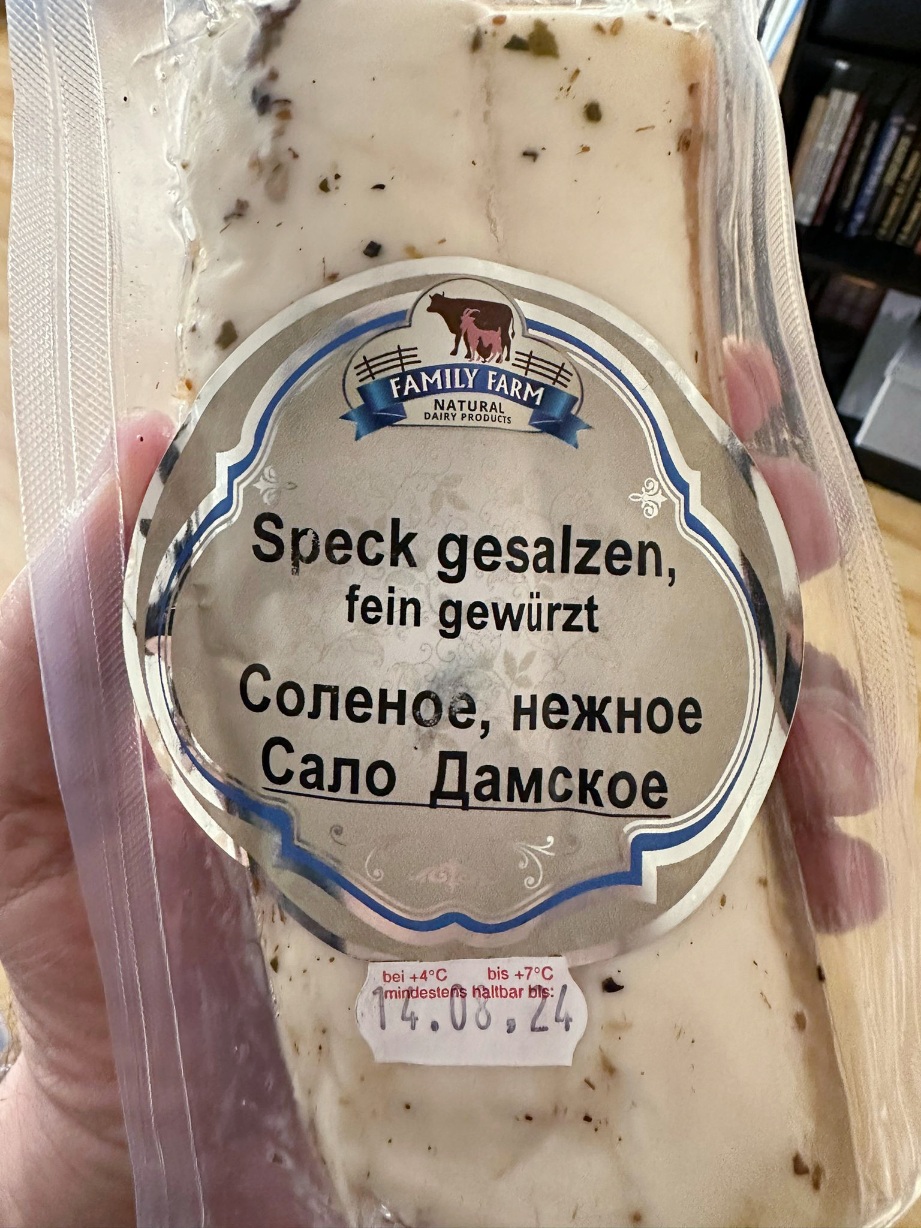 FAMILY FARM
NATURAL
DAIRY PRODUCTS
Speck gesalzen,
fein gewürzt
Соленое, нежное
Сало Дамское
bei +4°C bis +7°C
mindestens haltbar bis:
14.08,24